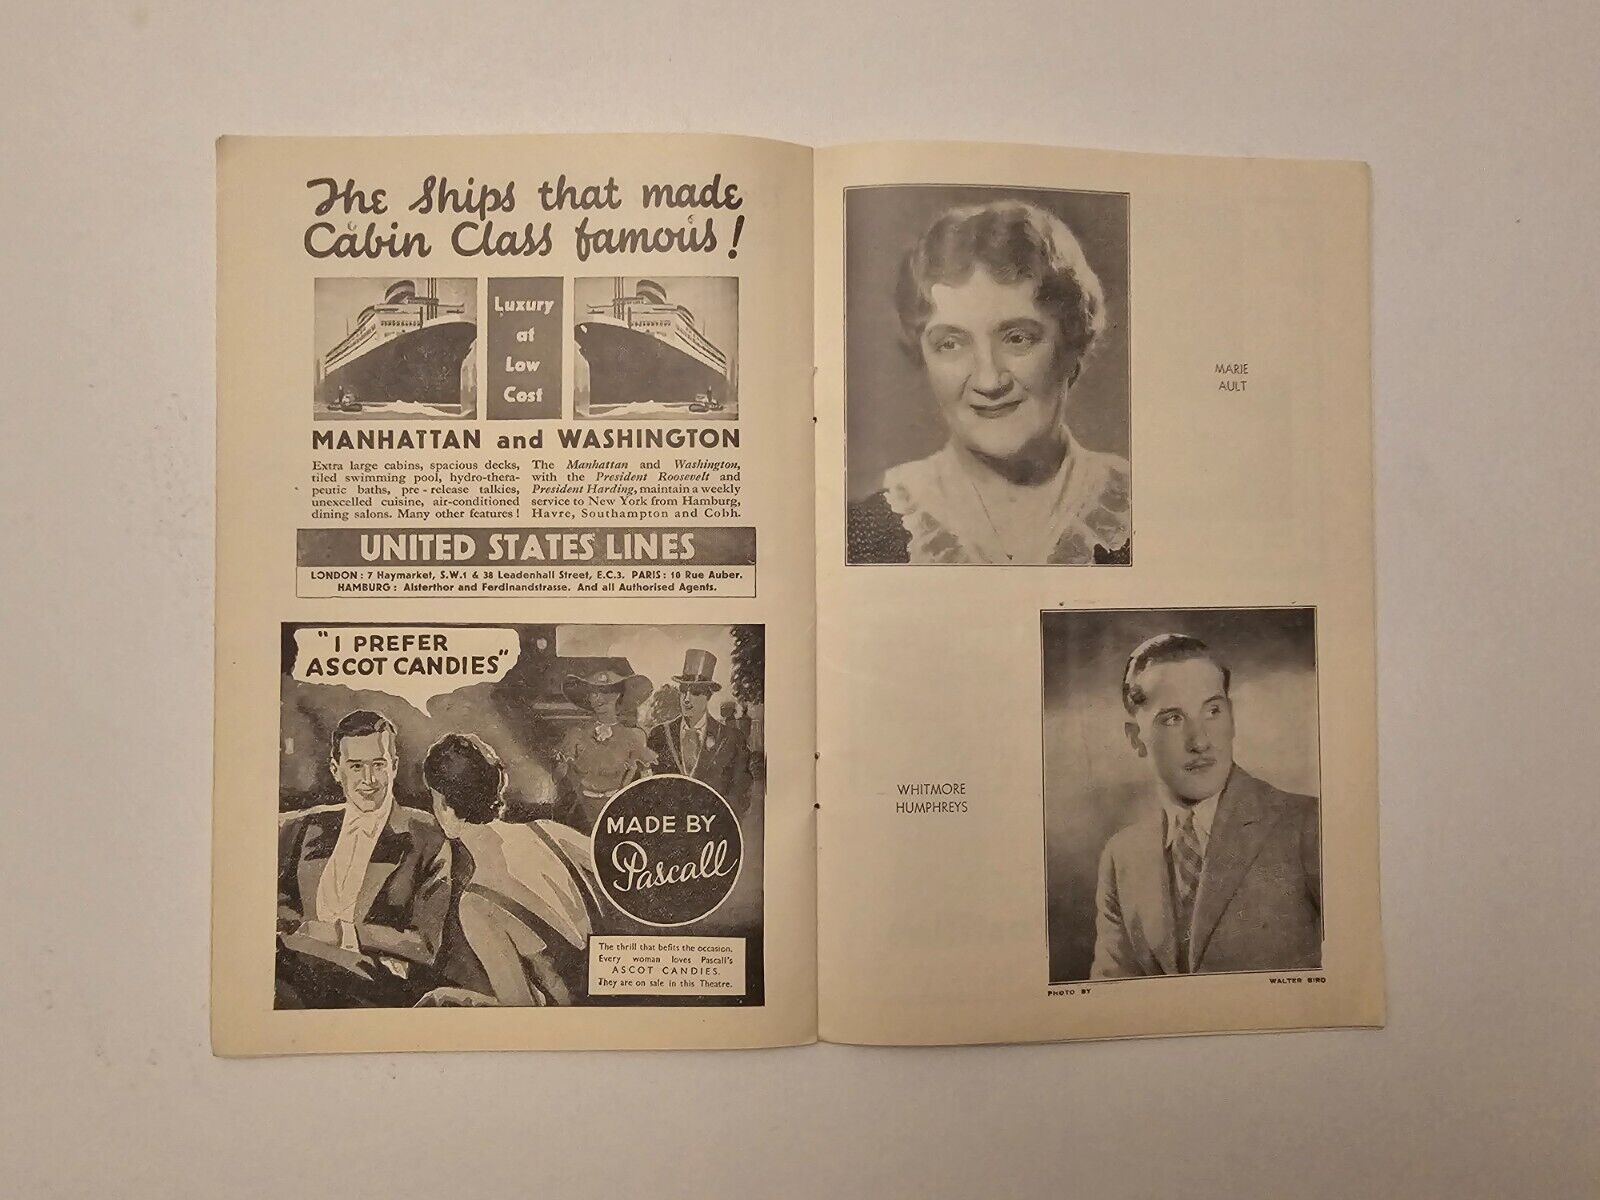 The Ships that made
Cabin Class famous!
Luxury
at
Low
Cost
MANHATTAN and WASHINGTON
Extra large cabins, spacious decks,
tiled swimming pool, hydro-thera-
peutic baths, pre-release talkies,
unexcelled cuisine, air-conditioned
dining salons. Many other features!
The Manhattan and Washington,
with the President Roosevelt and
President Harding, maintain a weekly
service to New York from Hamburg,
Havre, Southampton and Cobh.
UNITED STATES LINES
LONDON: 7 Haymarket, S.W.1 & 38 Leadenhall Street, E.C.3. PARIS: 10 Rue Auber.
HAMBURG: Alsterthor and Ferdinandstrasse. And all Authorised Agents.
"I PREFER
ASCOT CANDIES"
MADE BY
Pascall
The thrill that befits the occasion.
Every woman loves Pascall's
ASCOT CANDIES.
They are on sale in this Theatre.
MARIE
AULT
WHITMORE
HUMPHREYS
PHOTO BY WALTER BIRD